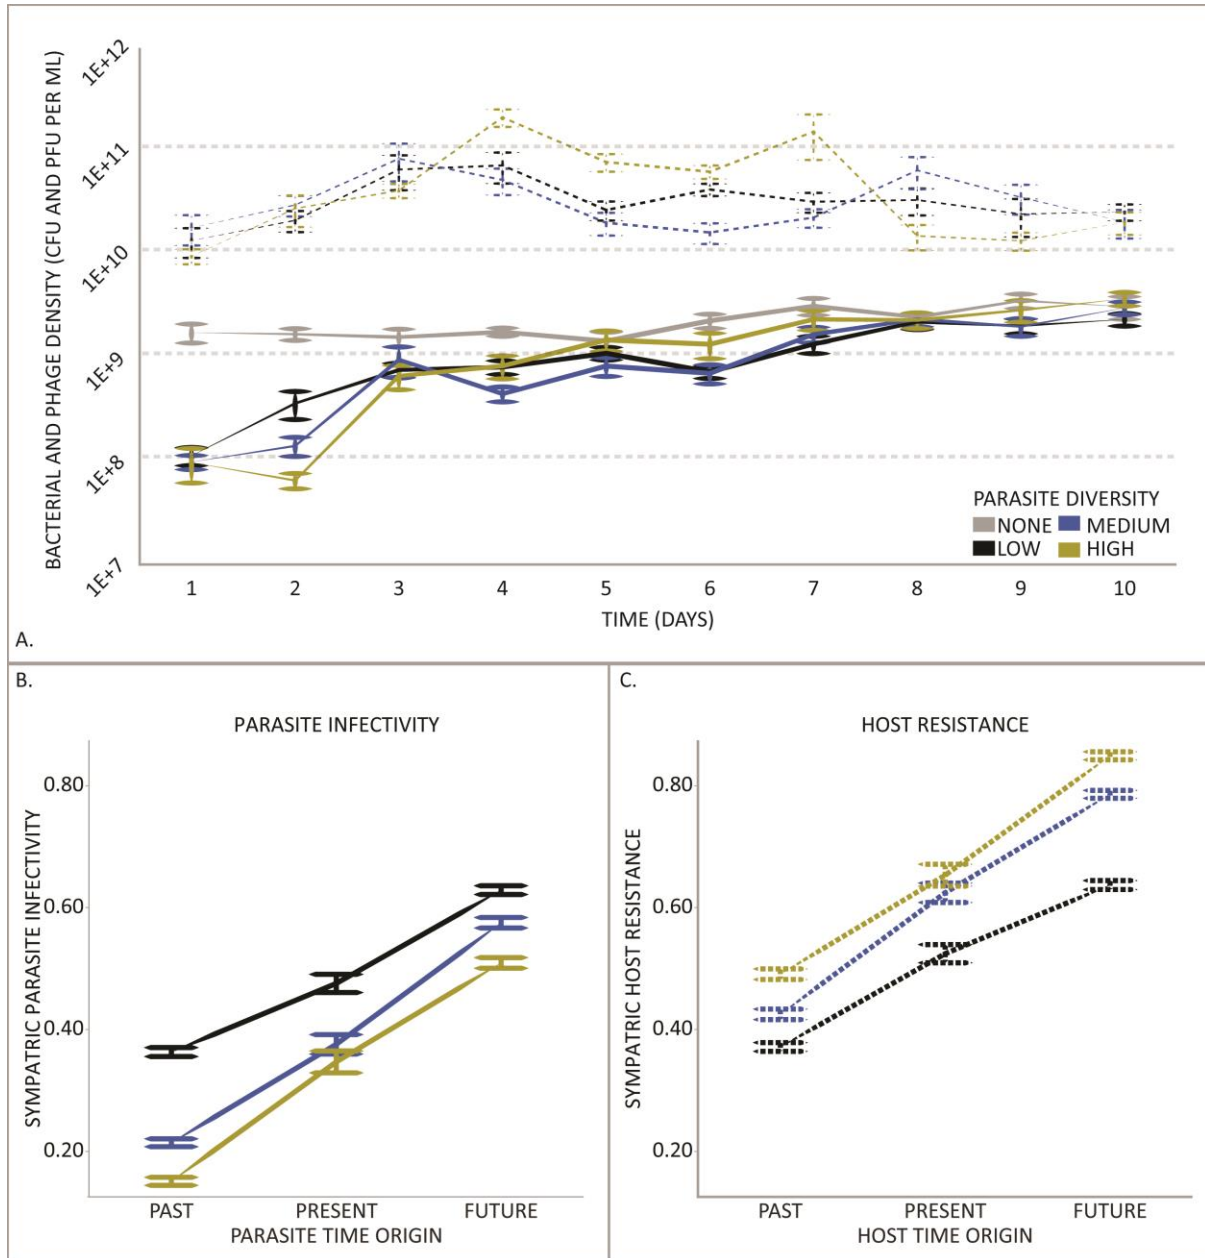 BACTERIAL AND PHAGE DENSITY (CFU AND PFU PER ML)
1E+12
1E+11
1E+10
1E+9
1E+8
1E+7
PARASITE DIVERSITY
NONE MEDIUM
LOW HIGH
1 2 3 4 5 6 7 8 9 10
TIME (DAYS)
A.
B.
PARASITE INFECTIVITY
SYMPATRIC PARASITE INFECTIVITY
0.80
0.60
0.40
0.20
PAST PRESENT FUTURE
PARASITE TIME ORIGIN
C.
HOST RESISTANCE
SYMPATRIC HOST RESISTANCE
0.80
0.60
0.40
0.20
PAST PRESENT FUTURE
HOST TIME ORIGIN